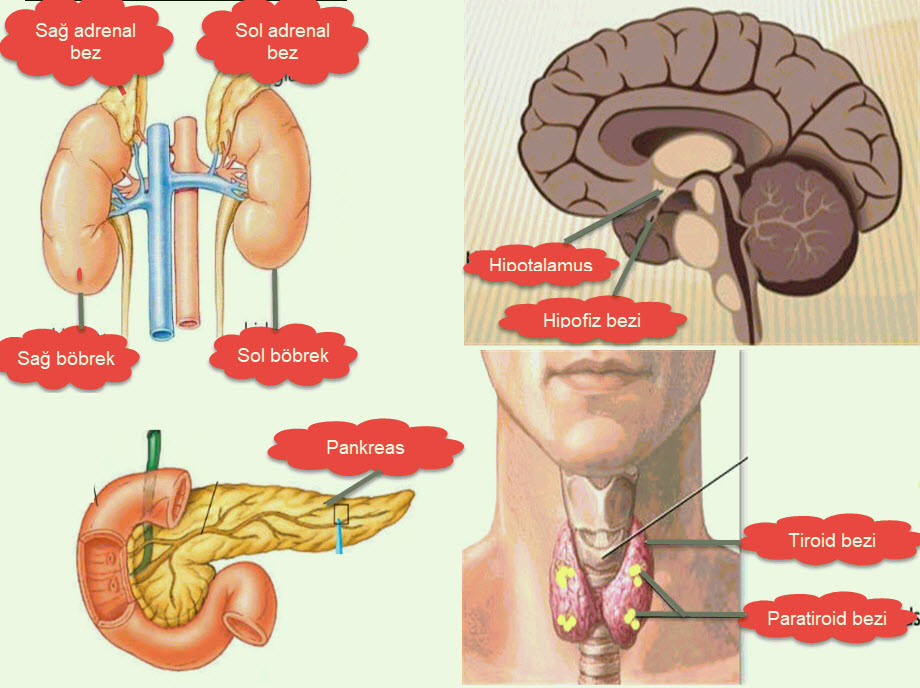 Sağ adrenal
bez
Sol adrenal
bez
Sağ böbrek
Sol böbrek
Hipotalamus
Hipofiz bezi
Pankreas
Tiroid bezi
Paratiroid bezi